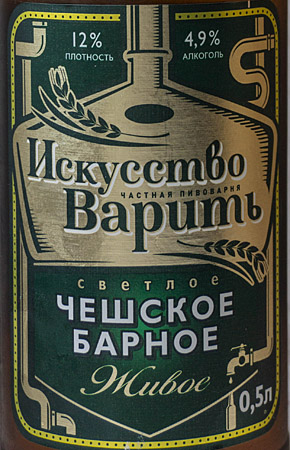 12%
ПЛОТНОСТЬ
4,9%
АЛКОГОЛЬ
Искусство
ЧАСТНАЯ ПИВОВАРНЯ
Варить
СВЕТЛОЕ
ЧЕШСКОЕ
БАРНОЕ
Живое
0,5л